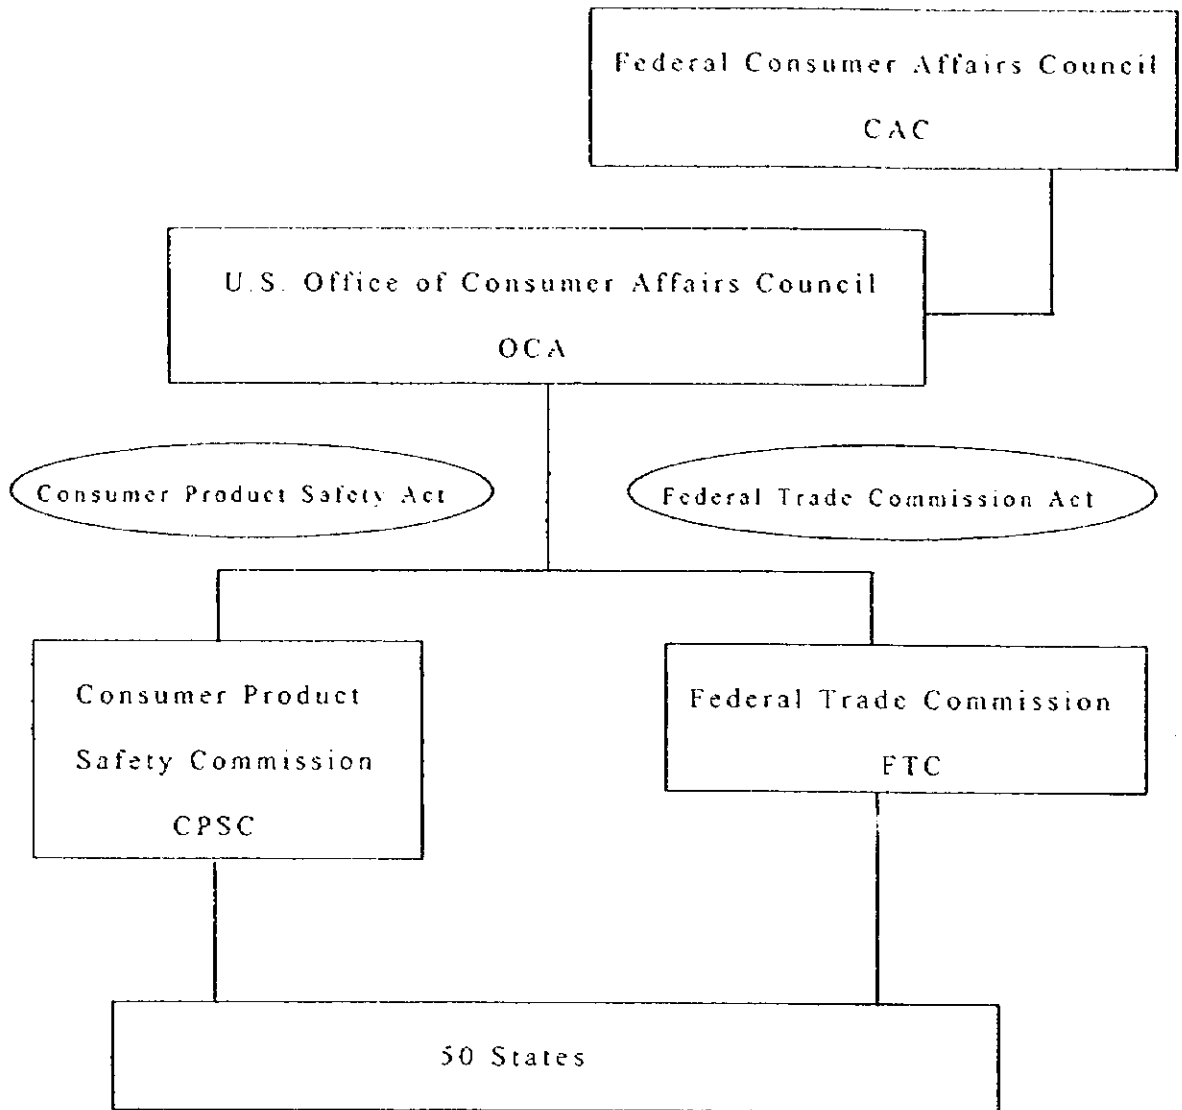 Federal Consumer Affairs Council
CAC
U.S. Office of Consumer Affairs Council
OCA
Consumer Product Safety Act
Federal Trade Commission Act
Consumer Product
Safety Commission
CPSC
Federal Trade Commission
FTC
50 States